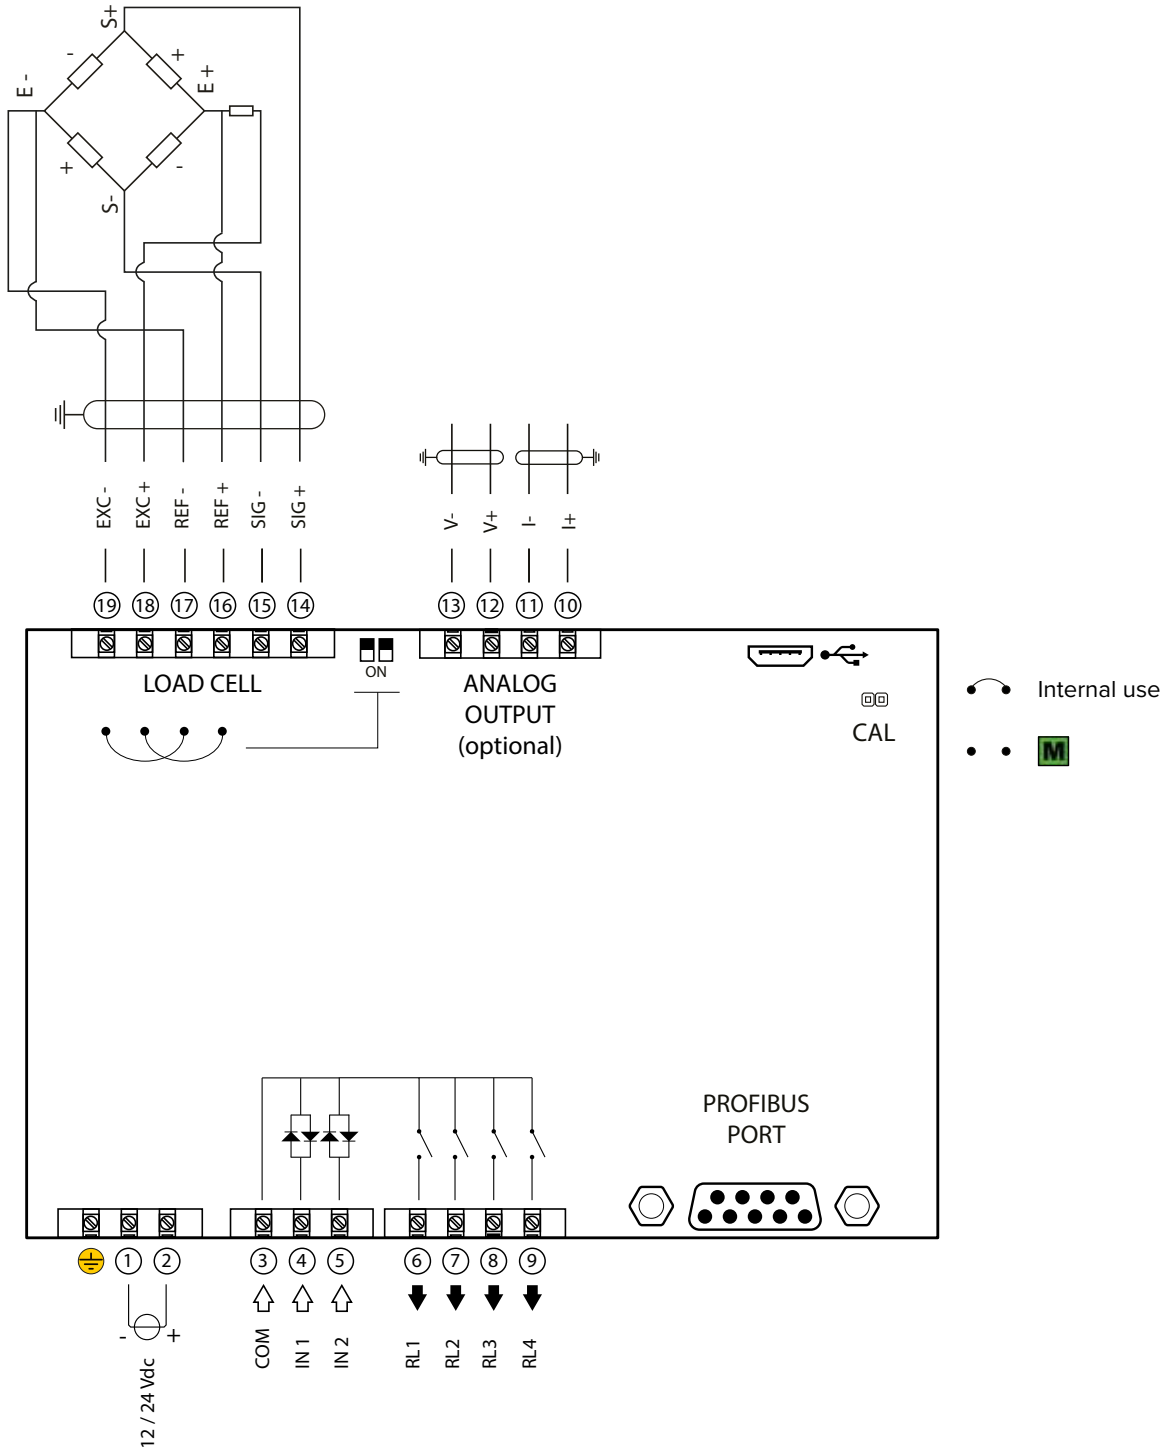 S+
-
+
E -
E +
+
-
S-
EXC -
EXC +
REF -
REF +
SIG -
SIG +
V-
V+
I-
I+
19
18
17
16
15
14
13
12
11
10
ON
LOAD CELL
ANALOG
OUTPUT
(optional)
CAL
Internal use
M
PROFIBUS
PORT
1
2
3
4
5
6
7
8
9
-
+
12 / 24 Vdc
COM
IN 1
IN 2
RL1
RL2
RL3
RL4